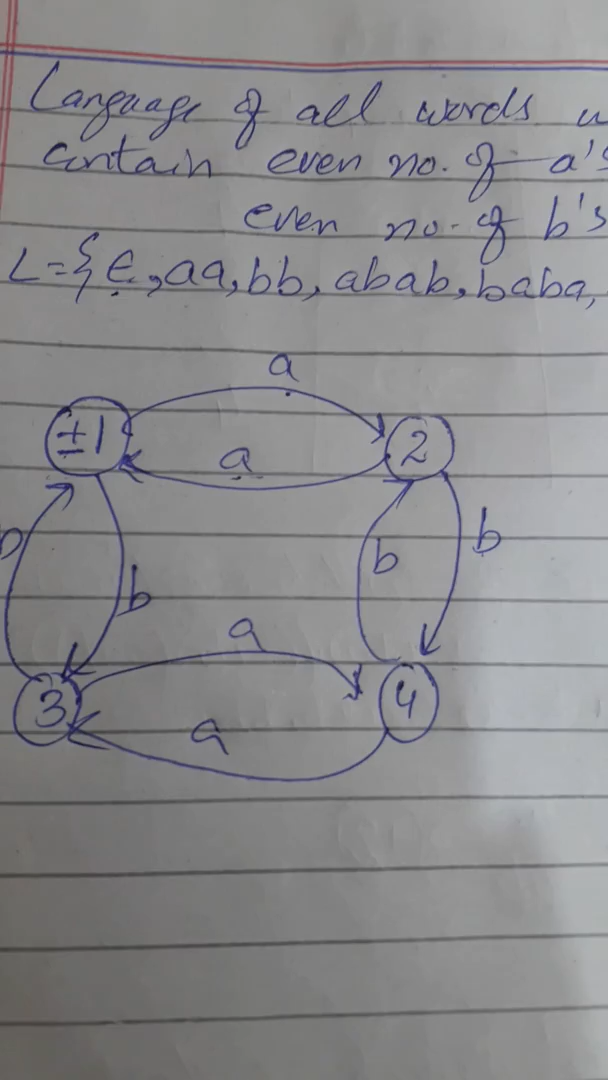 Language of all words
contain even no. of a's
even no. of b's
L={ϵ,aa,bb, abab, baba,
a
±1
a
2
b
b
b
b
a
3
4
a